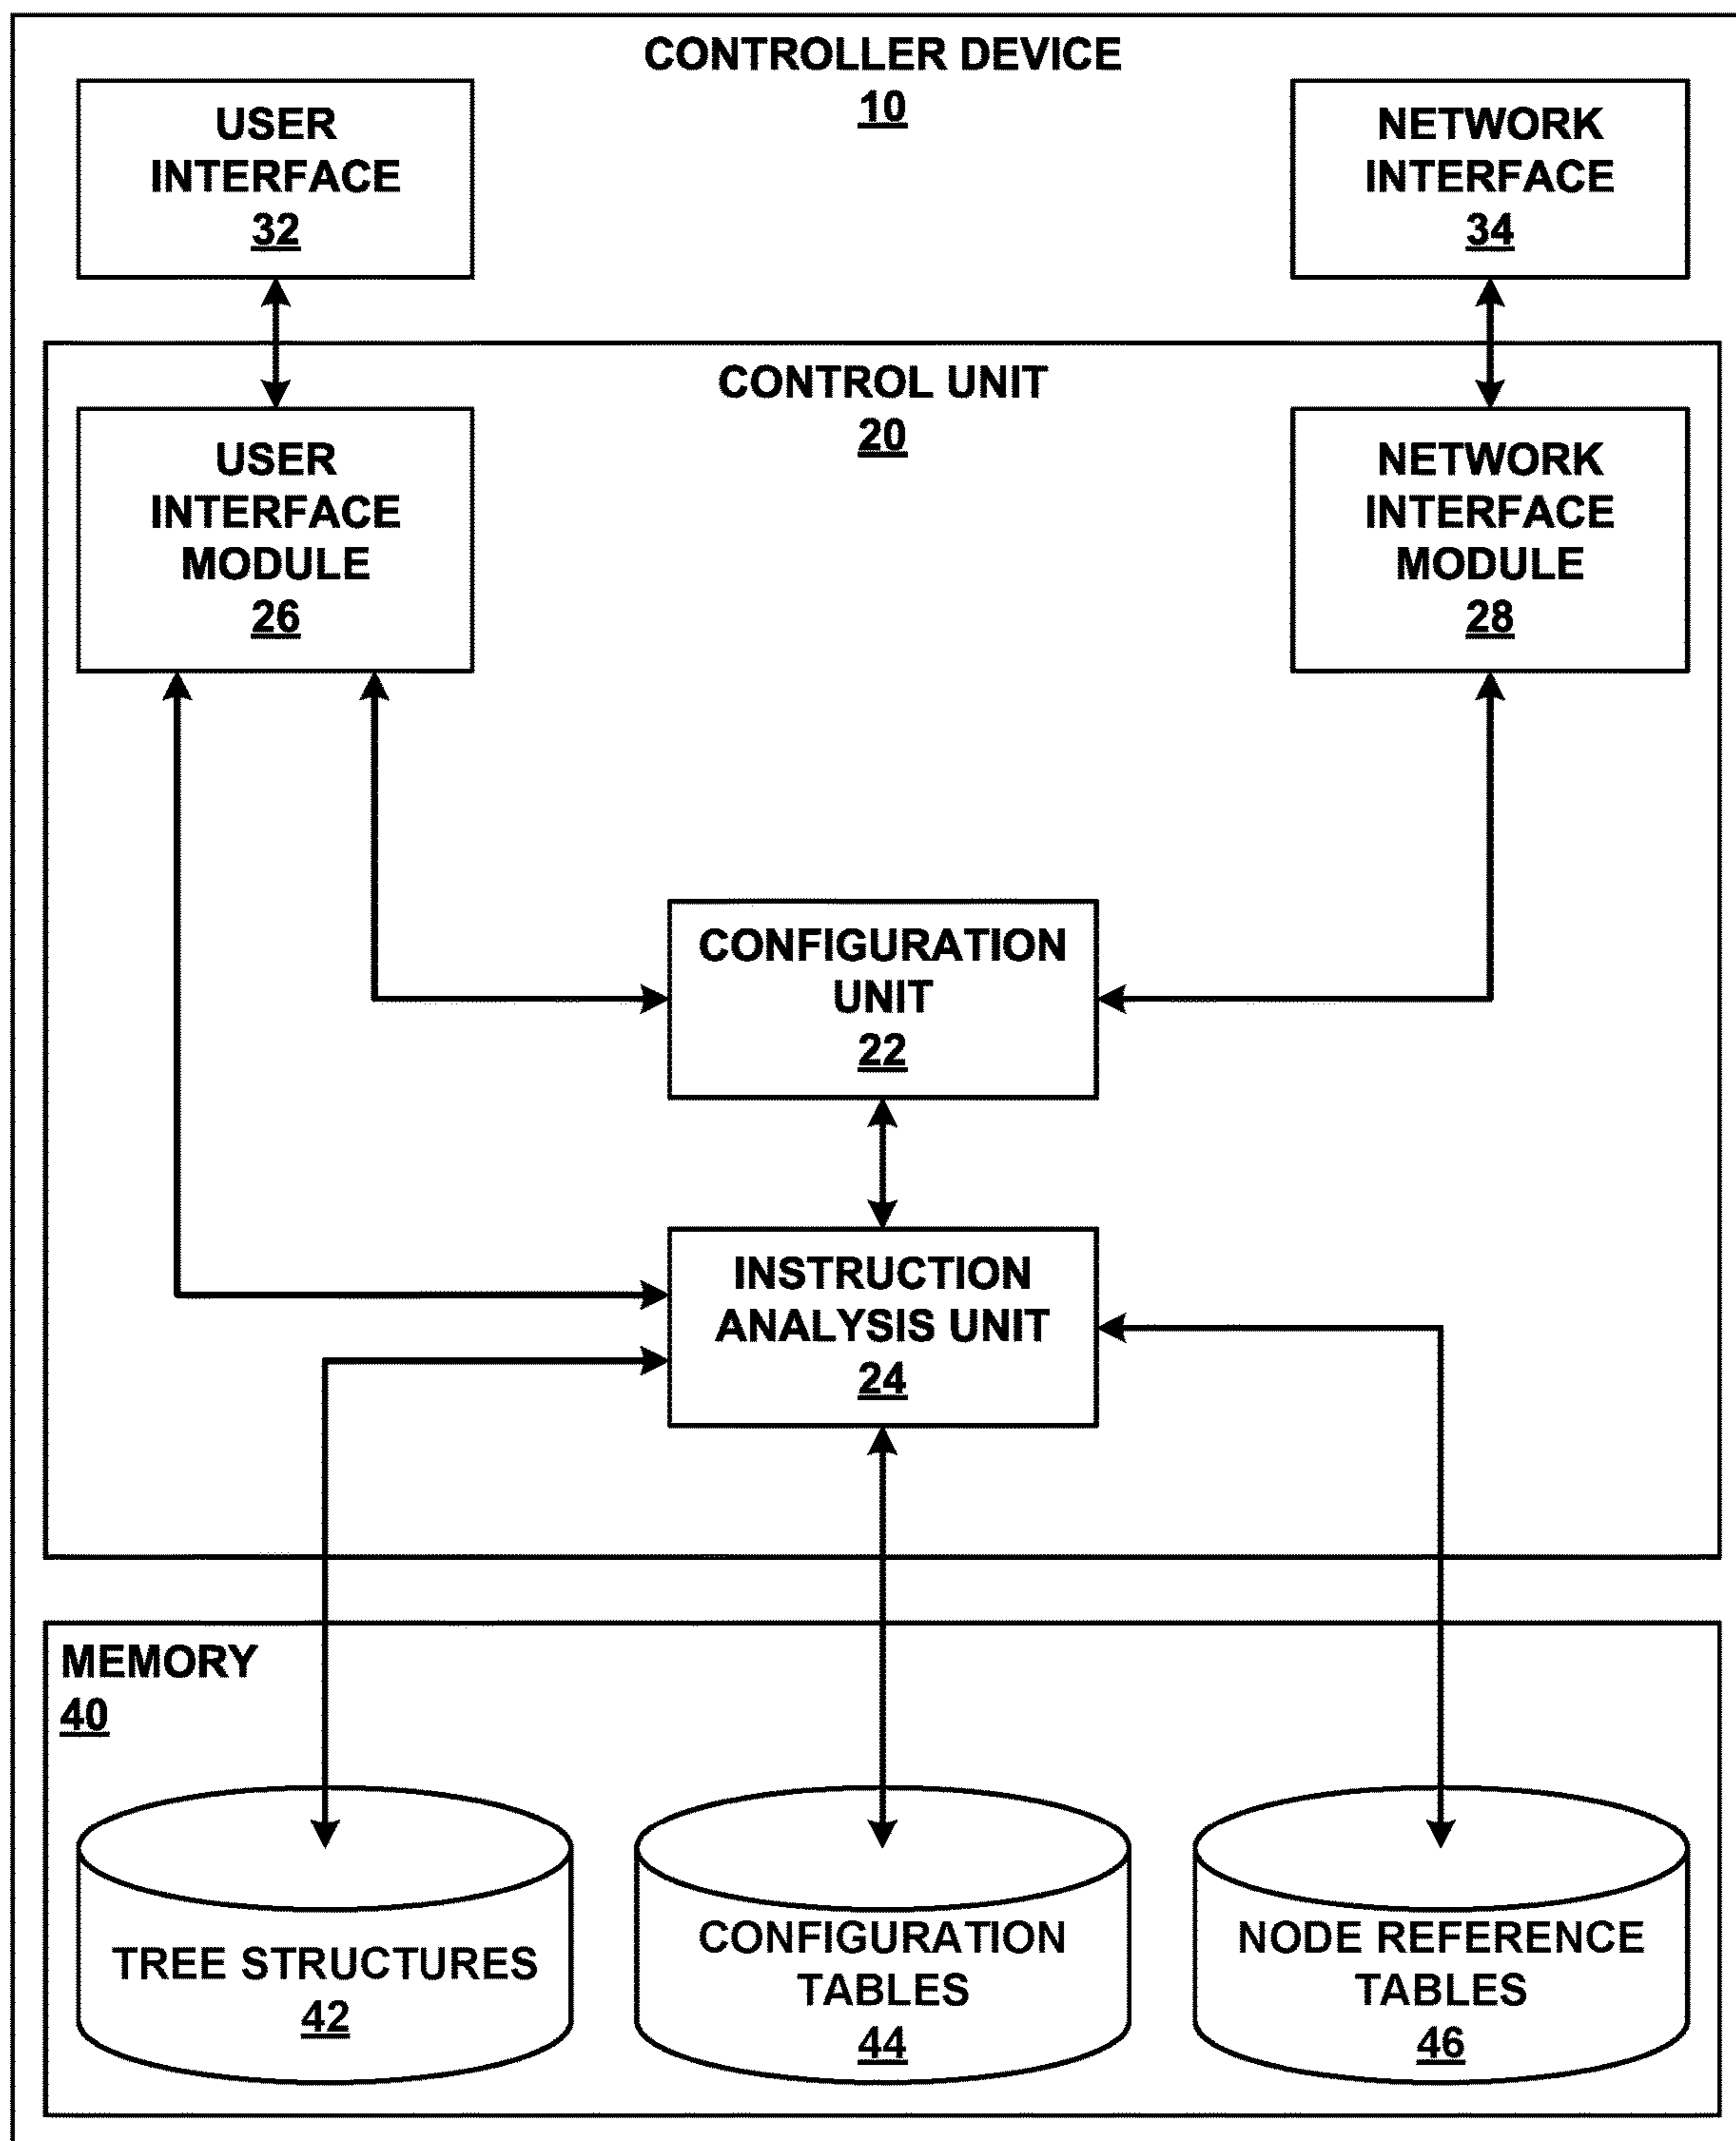 CONTROLLER DEVICE
10
USER
INTERFACE
32
NETWORK
INTERFACE
34
CONTROL UNIT
20
USER
INTERFACE
MODULE
26
NETWORK
INTERFACE
MODULE
28
CONFIGURATION
UNIT
22
INSTRUCTION
ANALYSIS UNIT
24
MEMORY
40
TREE STRUCTURES
42
CONFIGURATION
TABLES
44
NODE REFERENCE
TABLES
46